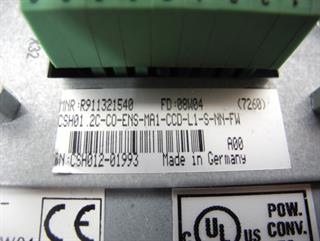 X32
MNR:R911321540 FD:08W04 (7260)
CSH01.2C-CO-ENS-MA1-CCD-L1-S-NN-FW
A00
SN:CSH012-01993 Made in Germany
C UL US
POW.
CONV.